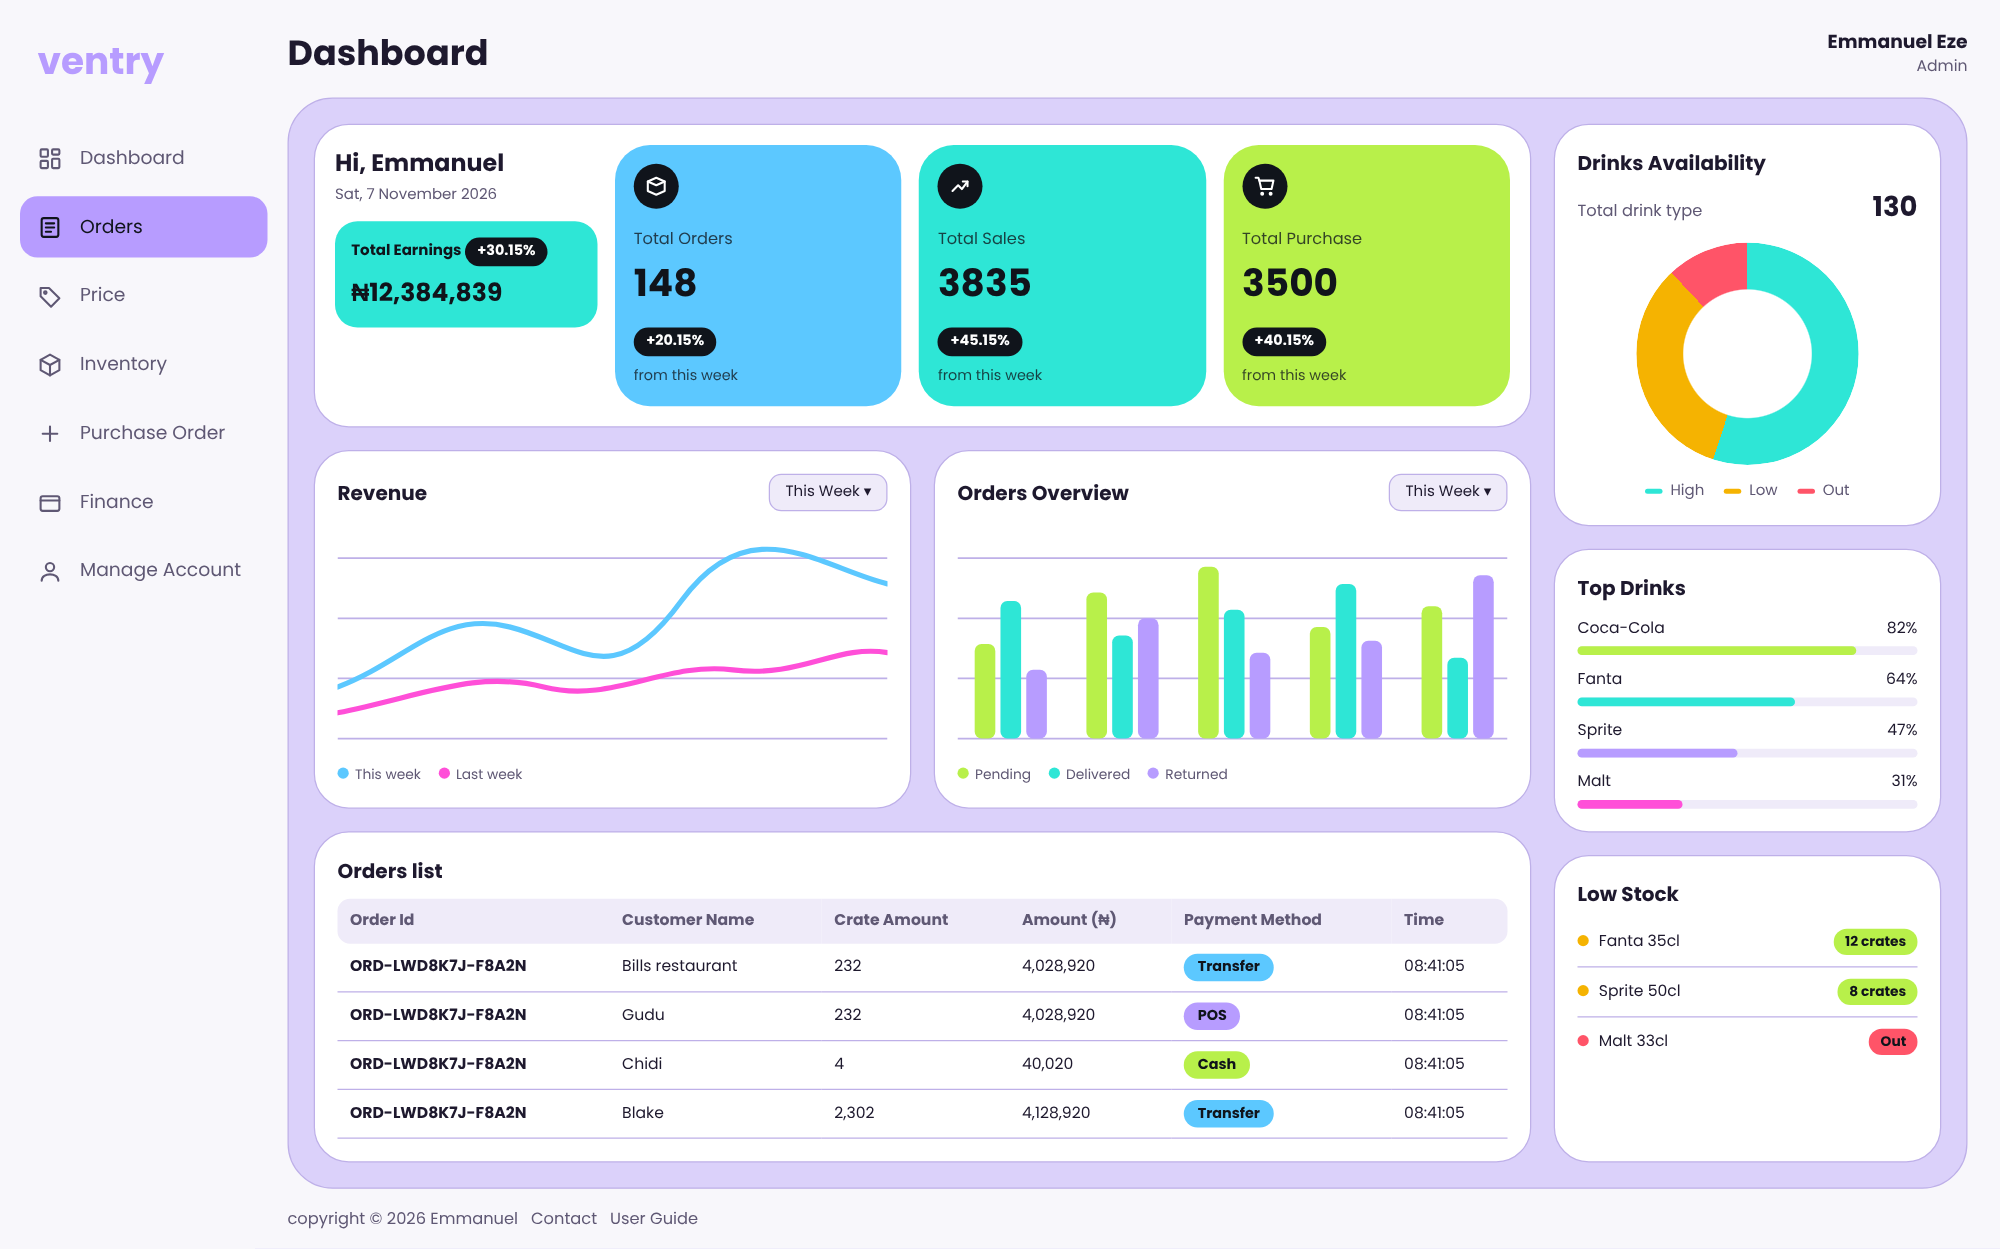 ventry
Dashboard
Orders
Price
Inventory
Purchase Order
Finance
Manage Account
Dashboard
Emmanuel Eze
Admin
Hi, Emmanuel
Sat, 7 November 2026
Total Earnings +30.15%
₦12,384,839
Total Orders
148
+20.15%
from this week
Total Sales
3835
+45.15%
from this week
Total Purchase
3500
+40.15%
from this week
Revenue
This Week ▾
This week Last week
Orders Overview
This Week ▾
Pending Delivered Returned
Orders list
Order Id Customer Name Crate Amount Amount (₦) Payment Method Time
ORD-LWD8K7J-F8A2N Bills restaurant 232 4,028,920 Transfer 08:41:05
ORD-LWD8K7J-F8A2N Gudu 232 4,028,920 POS 08:41:05
ORD-LWD8K7J-F8A2N Chidi 4 40,020 Cash 08:41:05
ORD-LWD8K7J-F8A2N Blake 2,302 4,128,920 Transfer 08:41:05
Drinks Availability
Total drink type 130
High Low Out
Top Drinks
Coca-Cola 82%
Fanta 64%
Sprite 47%
Malt 31%
Low Stock
Fanta 35cl 12 crates
Sprite 50cl 8 crates
Malt 33cl Out
copyright © 2026 Emmanuel Contact User Guide